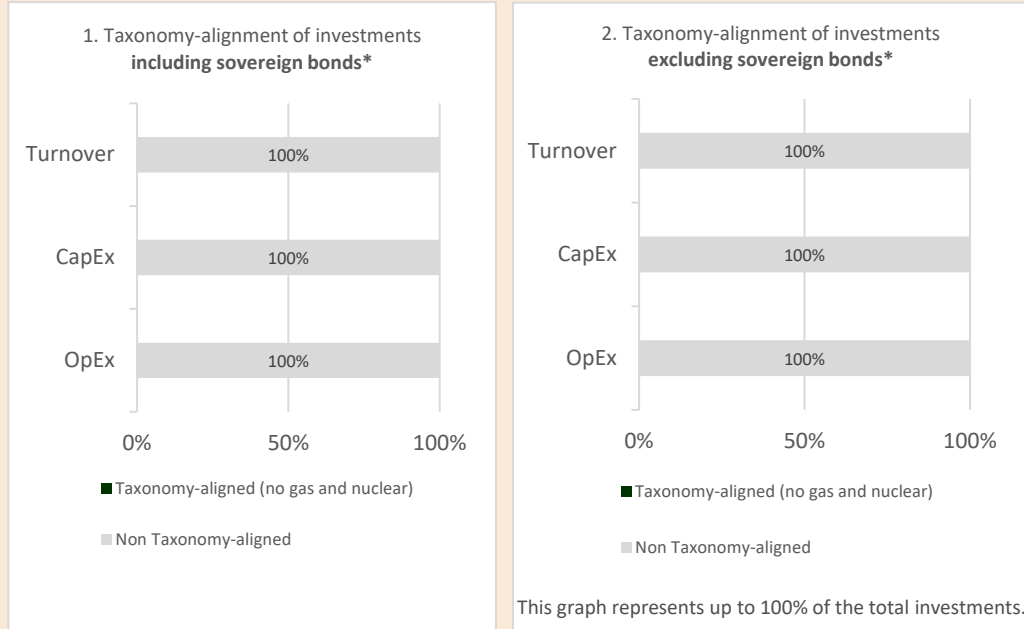 1. Taxonomy-alignment of investments
including sovereign bonds*
Turnover
100%
CapEx
100%
OpEx
100%
0%
50%
100%
Taxonomy-aligned (no gas and nuclear)
Non Taxonomy-aligned
2. Taxonomy-alignment of investments
excluding sovereign bonds*
Turnover
100%
CapEx
100%
OpEx
100%
0%
50%
100%
Taxonomy-aligned (no gas and nuclear)
Non Taxonomy-aligned
This graph represents up to 100% of the total investments.